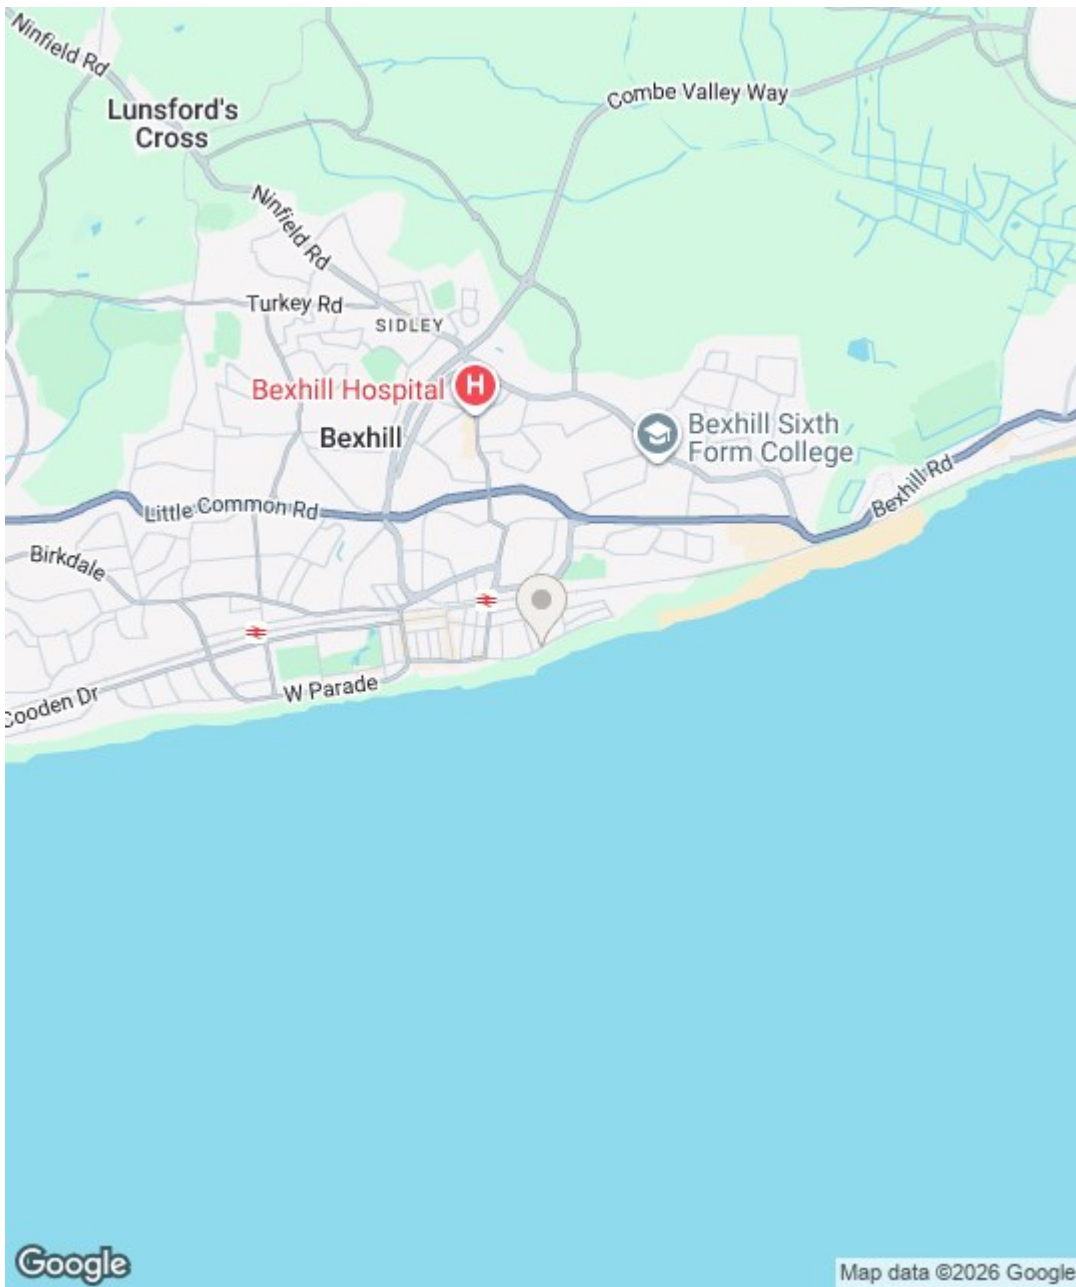 Ninfield Rd
Combe Valley Way
Lunsford's
Cross
Ninfield Rd
Turkey Rd
SIDLEY
Bexhill Hospital
H
Bexhill
Bexhill Sixth
Form College
Bexhill Rd
Little Common Rd
Birkdale
W Parade
Cooden Dr
Google
Map data ©2026 Google